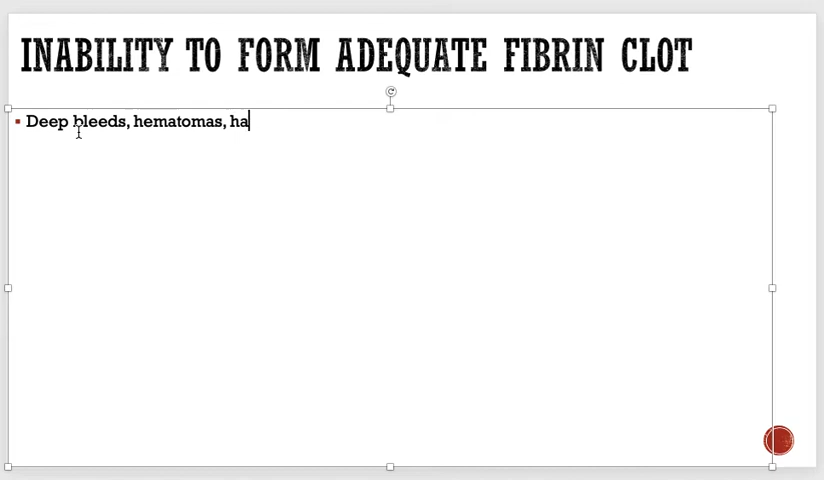 INABILITY TO FORM ADEQUATE FIBRIN CLOT
Deep bleeds, hematomas, ha